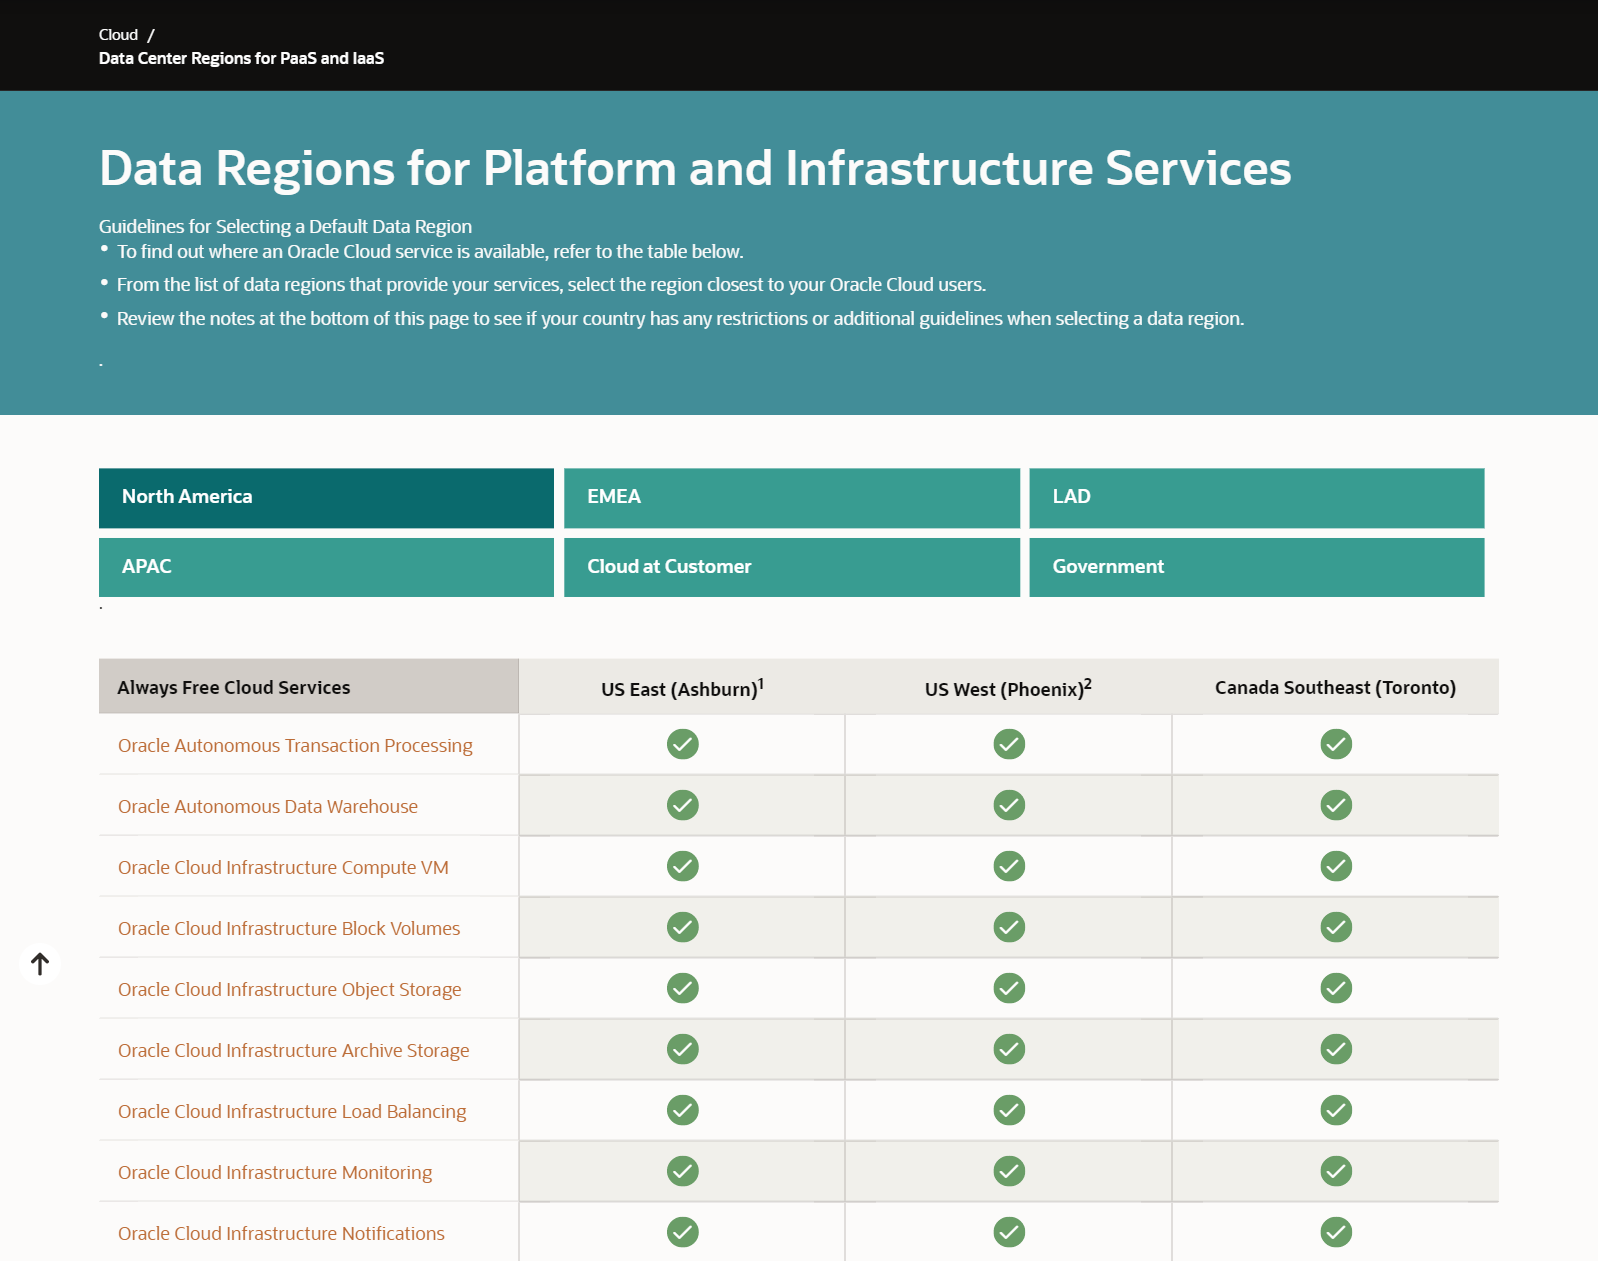 Cloud /
Data Center Regions for PaaS and IaaS
Data Regions for Platform and Infrastructure Services
Guidelines for Selecting a Default Data Region
• To find out where an Oracle Cloud service is available, refer to the table below.
• From the list of data regions that provide your services, select the region closest to your Oracle Cloud users.
• Review the notes at the bottom of this page to see if your country has any restrictions or additional guidelines when selecting a data region.
.
North America
EMEA
LAD
APAC
Cloud at Customer
Government
.
Always Free Cloud Services
US East (Ashburn)1
US West (Phoenix)2
Canada Southeast (Toronto)
Oracle Autonomous Transaction Processing
Oracle Autonomous Data Warehouse
Oracle Cloud Infrastructure Compute VM
Oracle Cloud Infrastructure Block Volumes
Oracle Cloud Infrastructure Object Storage
Oracle Cloud Infrastructure Archive Storage
Oracle Cloud Infrastructure Load Balancing
Oracle Cloud Infrastructure Monitoring
Oracle Cloud Infrastructure Notifications